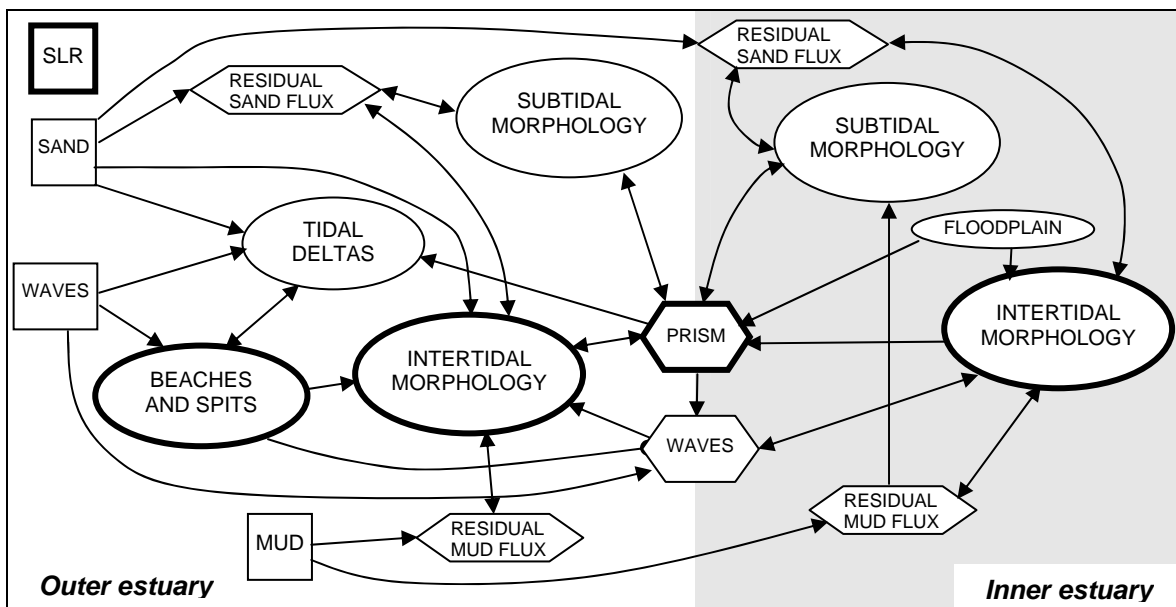 SLR
RESIDUAL
SAND FLUX
RESIDUAL
SAND FLUX
SAND
SUBTIDAL
MORPHOLOGY
SUBTIDAL
MORPHOLOGY
TIDAL
DELTAS
FLOODPLAIN
WAVES
INTERTIDAL
MORPHOLOGY
PRISM
INTERTIDAL
MORPHOLOGY
BEACHES
AND SPITS
WAVES
RESIDUAL
MUD FLUX
MUD
RESIDUAL
MUD FLUX
Outer estuary
Inner estuary